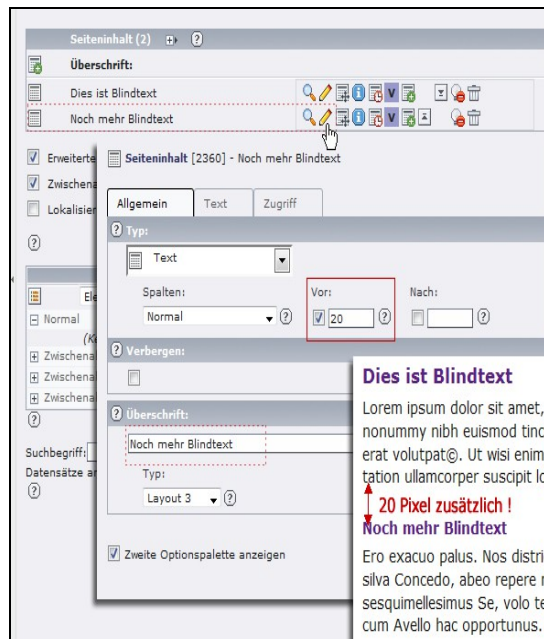 Seiteninhalt (2)
Überschrift:
Dies ist Blindtext
Noch mehr Blindtext
Erweiterte
Zwischena
Lokalisier
Ele
Normal
(Ke
Zwischena
Zwischena
Zwischena
Suchbegriff:
Datensätze an
Seiteninhalt [2360] - Noch mehr Blindtext
Allgemein Text Zugriff
Typ:
Text
Spalten: Vor: Nach:
Normal 20
Verbergen:
Überschrift:
Noch mehr Blindtext
Typ:
Layout 3
Zweite Optionspalette anzeigen
Dies ist Blindtext
Lorem ipsum dolor sit amet,
nonummy nibh euismod tinc
erat volutpat©. Ut wisi enim
tation ullamcorper suscipit lo
20 Pixel zusätzlich !
Noch mehr Blindtext
Ero exacuo palus. Nos distri
silva Concedo, abeo repere
sesquimellesimus Se, volo te
cum Avello hac opportunus.